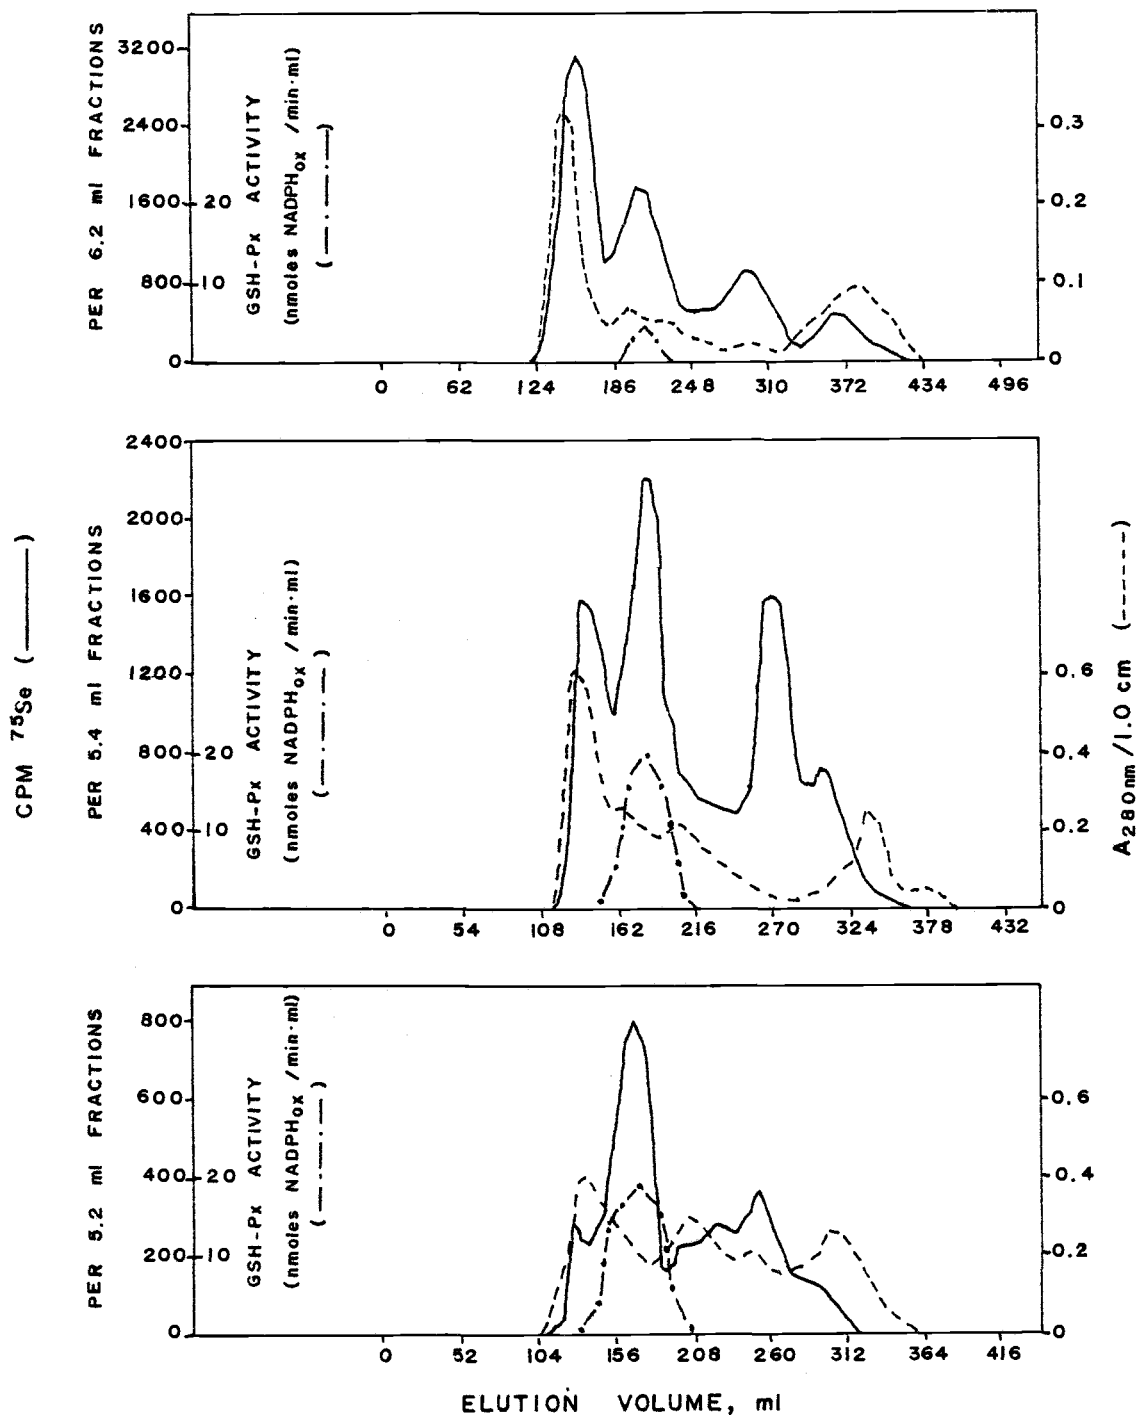 CPM 75Se (———)
PER 6.2 ml FRACTIONS
3200
2400
1600
800
0
20
10
GSH-Px ACTIVITY
(nmoles NADPHOX /min·ml)
(—·—·—)
0.3
0.2
0.1
0
0 62 124 186 248 310 372 434 496
PER 5.4 ml FRACTIONS
2400
2000
1600
1200
800
400
0
20
10
GSH-Px ACTIVITY
(nmoles NADPHOX /min·ml)
(—·—·—)
0.6
0.4
0.2
0
0 54 108 162 216 270 324 378 432
A280nm/1.0 cm (------)
PER 5.2 ml FRACTIONS
800
600
400
200
0
20
10
GSH-Px ACTIVITY
(nmoles NADPHOX /min·ml)
(—·—·—)
0.6
0.4
0.2
0
0 52 104 156 208 260 312 364 416
ELUTION VOLUME, ml